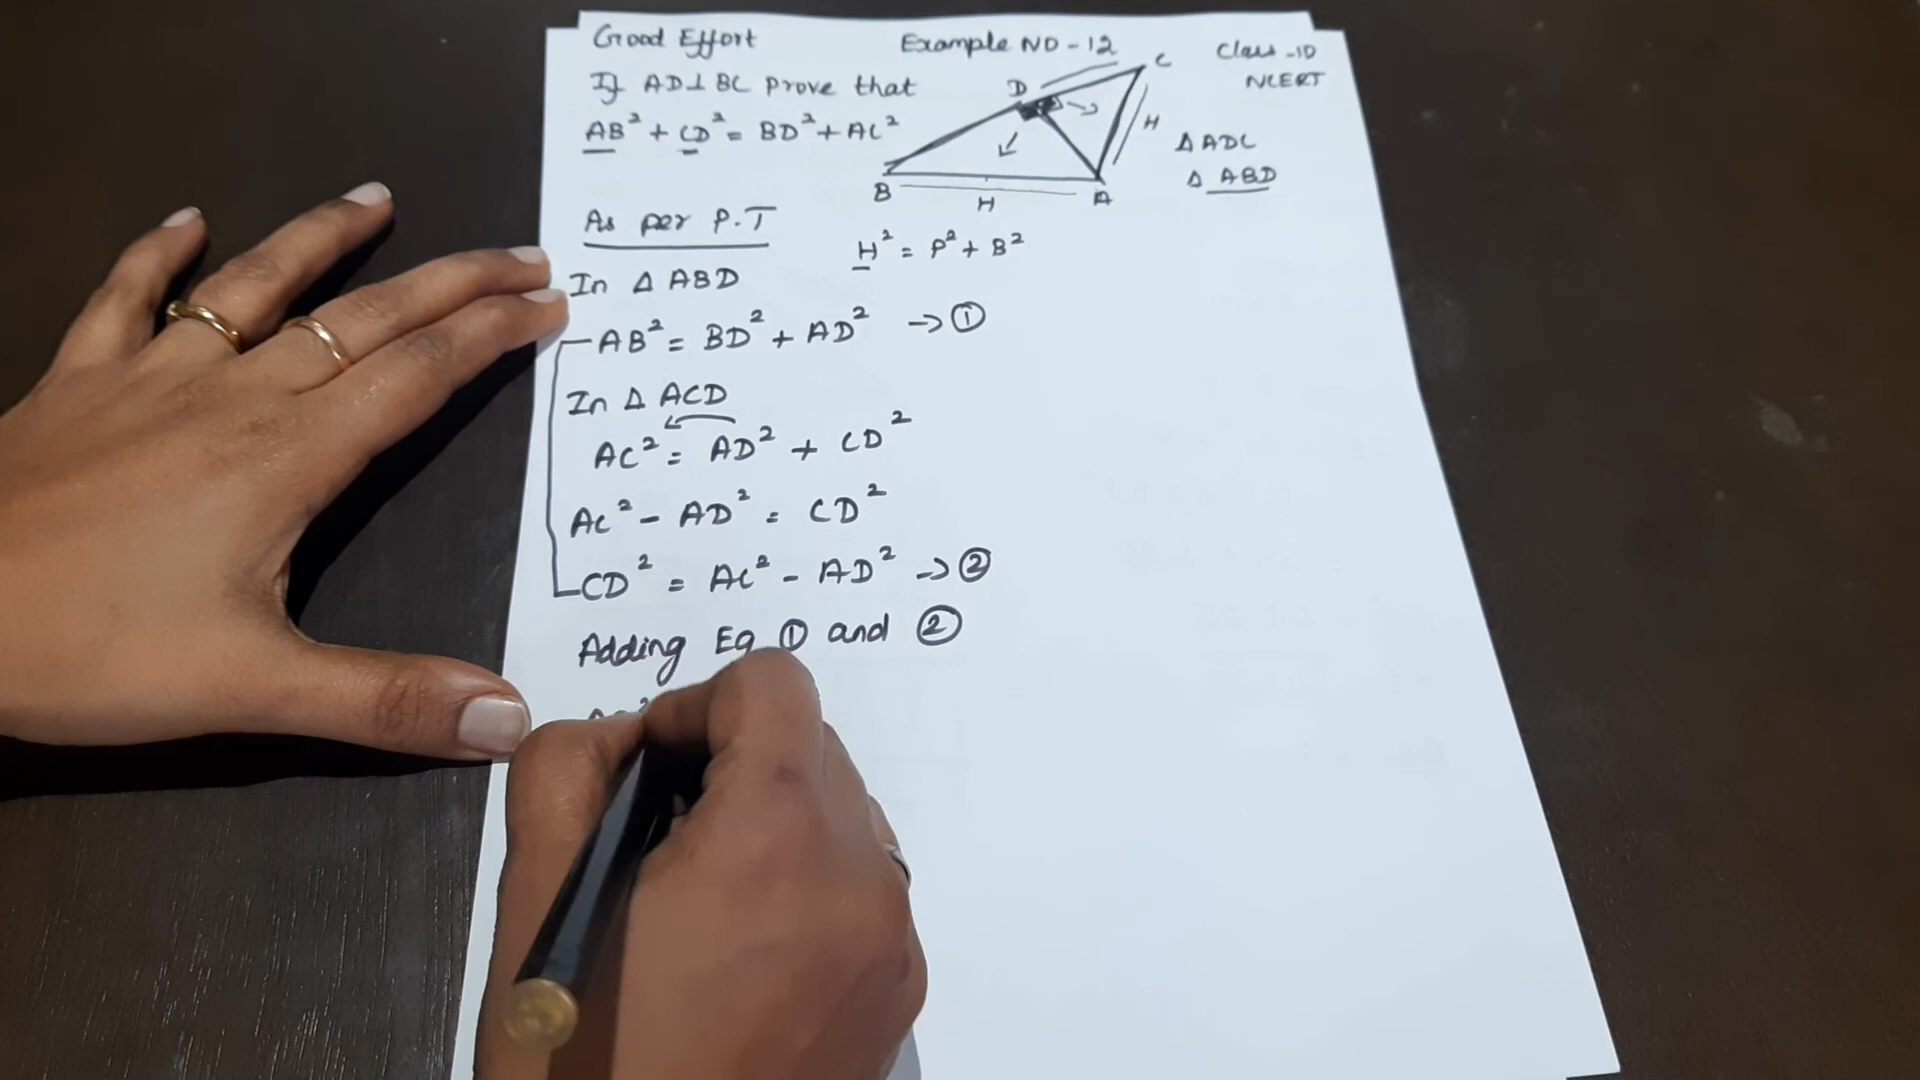 Good Effort Example NO - 12 Class - 10
NCERT
If AD⊥BC prove that
AB² + CD² = BD² + AC²
D C
H
B H A
Δ ADC
Δ ABD
As per P.T H² = P² + B²
In Δ ABD
AB² = BD² + AD² → ①
In Δ ACD
AC² = AD² + CD²
AC² - AD² = CD²
CD² = AC² - AD² → ②
Adding Eq ① and ②